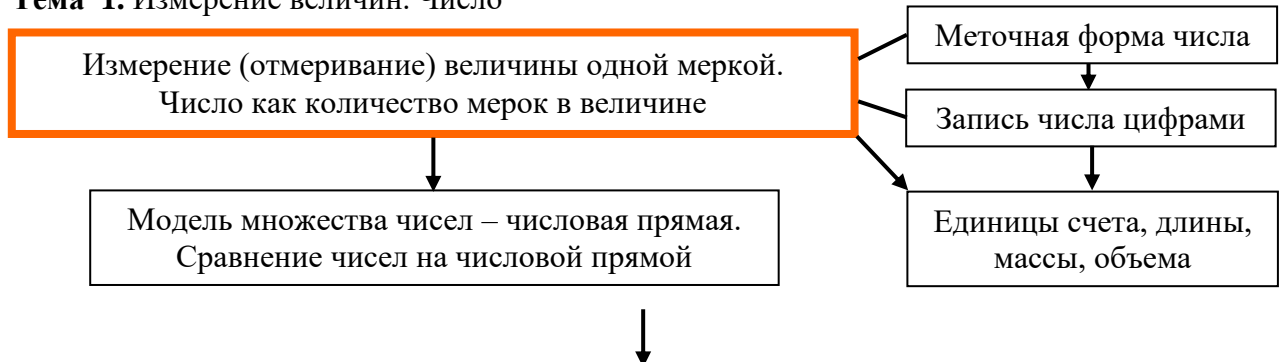 Тема 1. Измерение величин. Число
Измерение (отмеривание) величины одной меркой.
Число как количество мерок в величине
Меточная форма числа
Запись числа цифрами
Модель множества чисел – числовая прямая.
Сравнение чисел на числовой прямой
Единицы счета, длины,
массы, объема